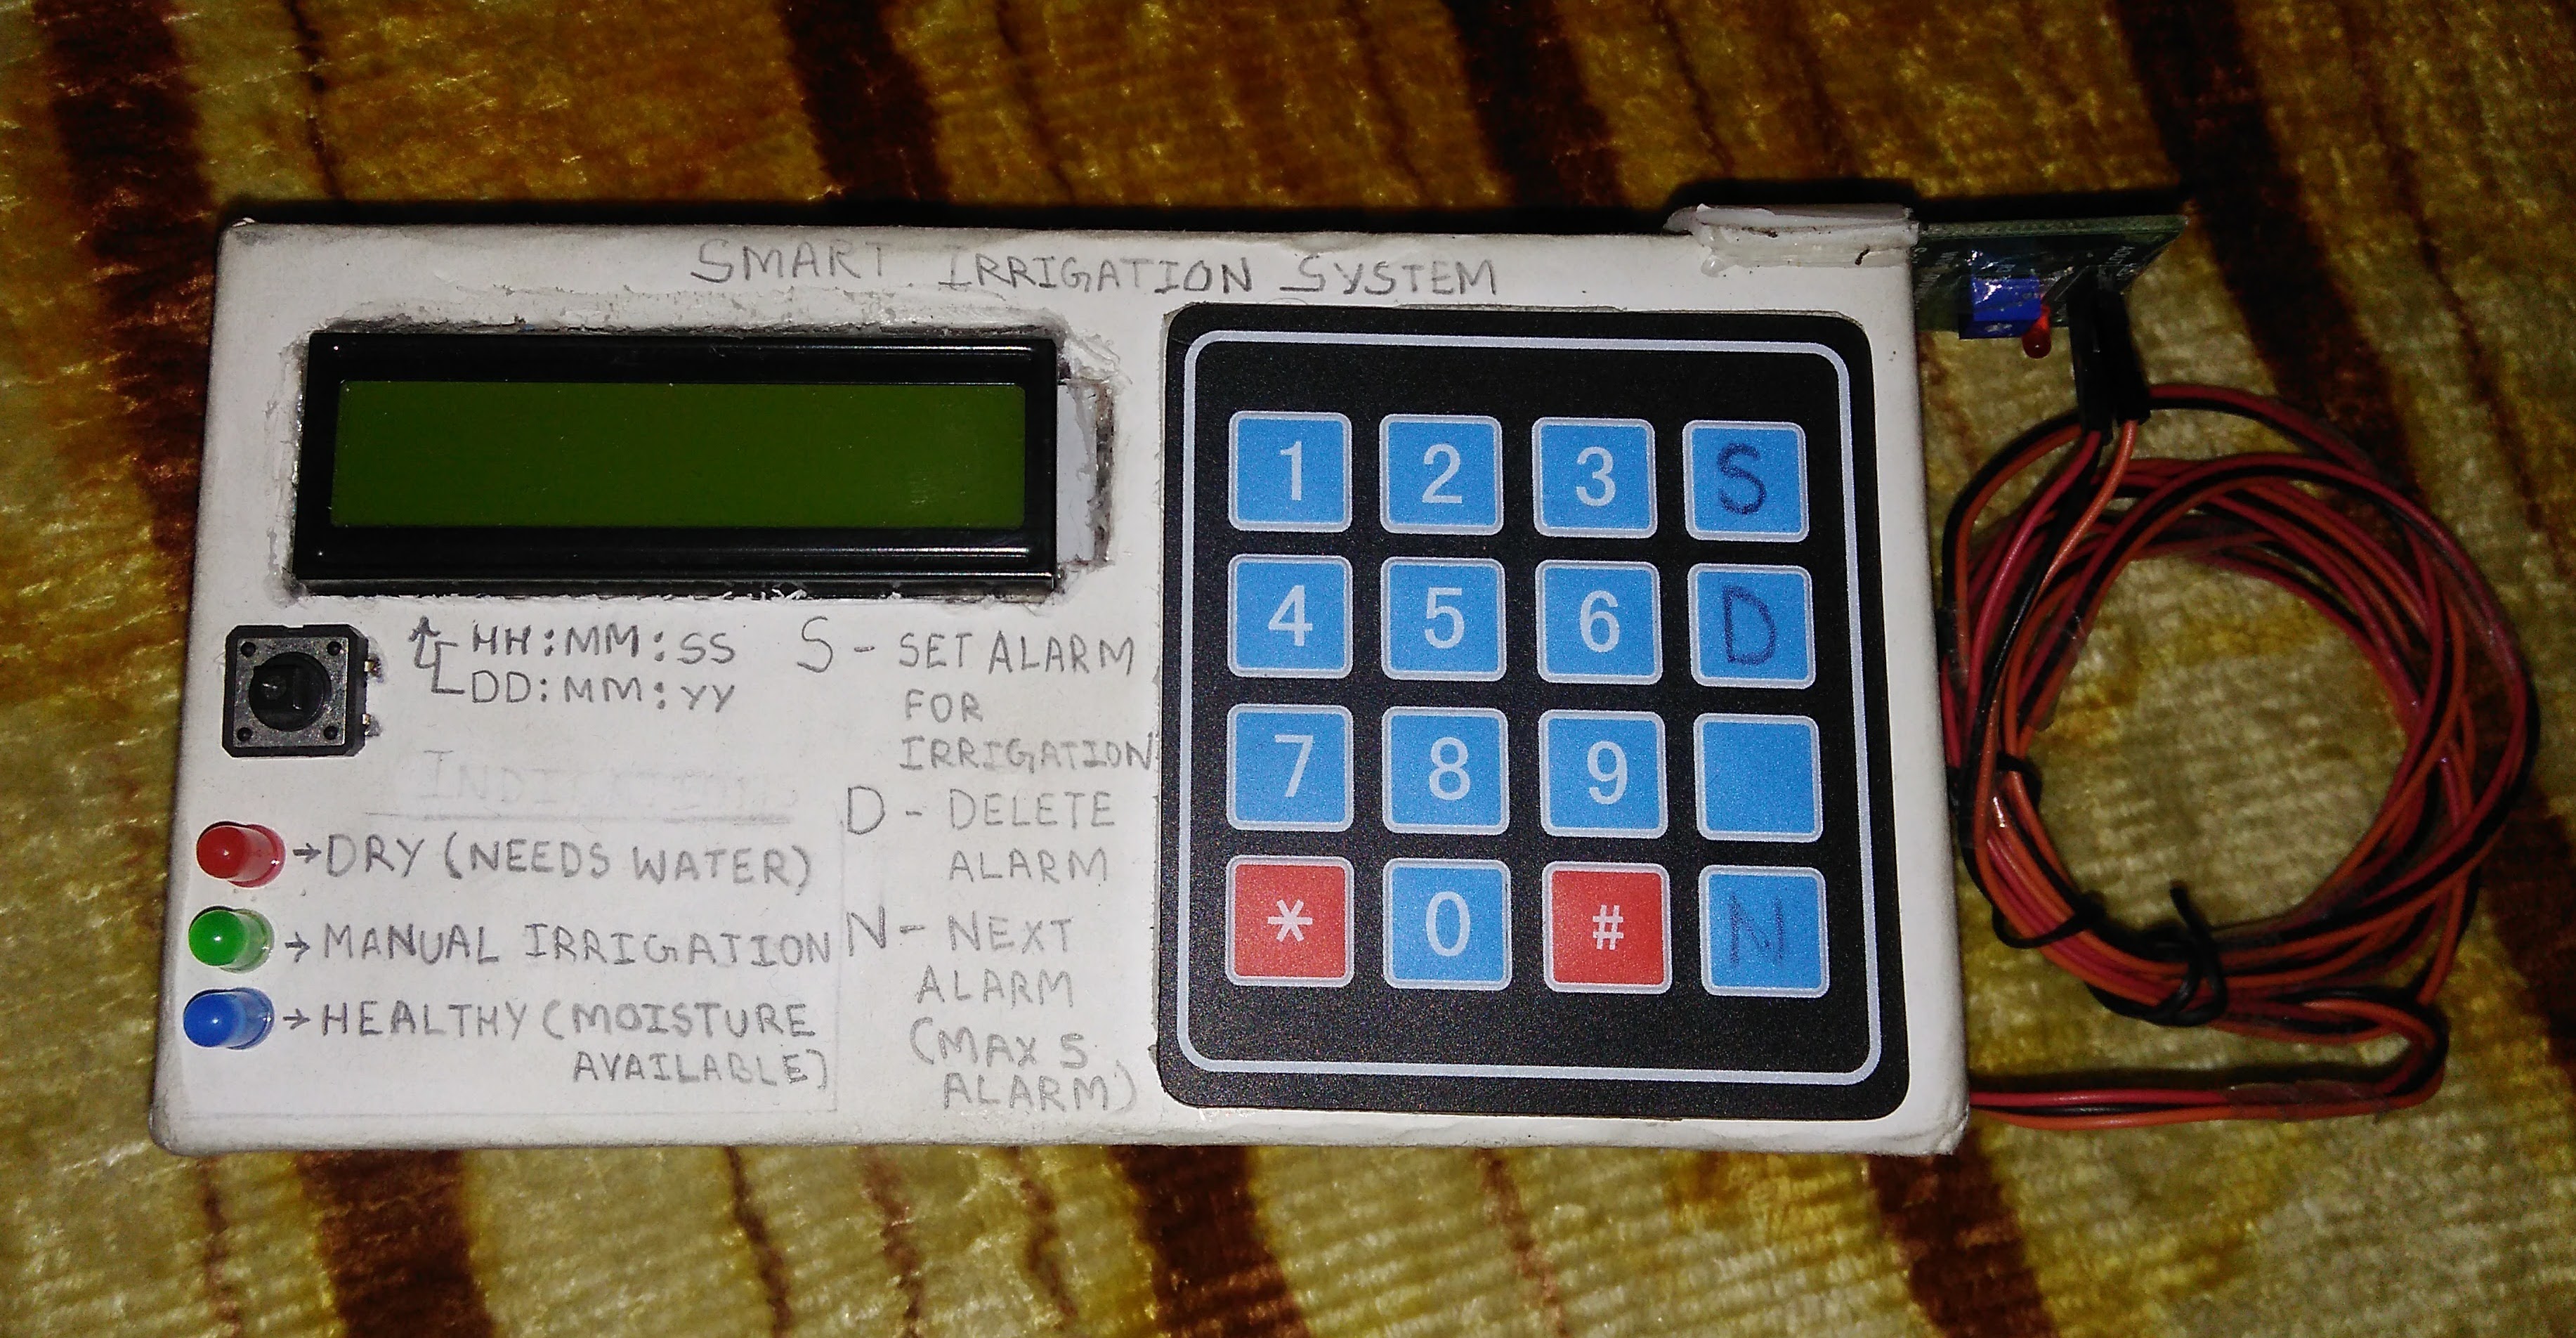 SMART IRRIGATION SYSTEM
HH:MM:SS
DD:MM:YY
DRY (NEEDS WATER)
MANUAL IRRIGATION
HEALTHY (MOISTURE
AVAILABLE)
S - SET ALARM
FOR
IRRIGATION
D - DELETE
ALARM
N - NEXT
ALARM
(MAX 5
ALARM)
1 2 3 S
4 5 6 D
7 8 9
* 0 # N